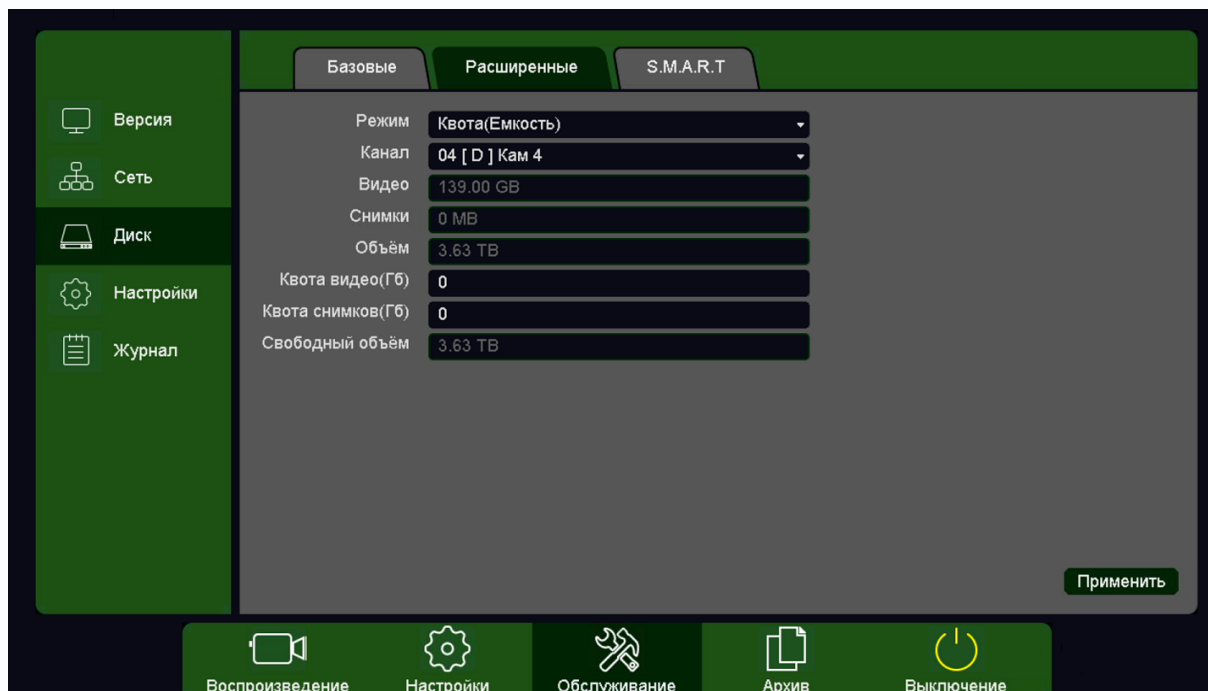 Базовые Расширенные S.M.A.R.T
Версия
Сеть
Диск
Настройки
Журнал
Режим Квота(Емкость)
Канал 04 [ D ] Кам 4
Видео 139.00 GB
Снимки 0 MB
Объём 3.63 TB
Квота видео(Гб) 0
Квота снимков(Гб) 0
Свободный объём 3.63 TB
Применить
Воспроизведение Настройки Обслуживание Архив Выключение